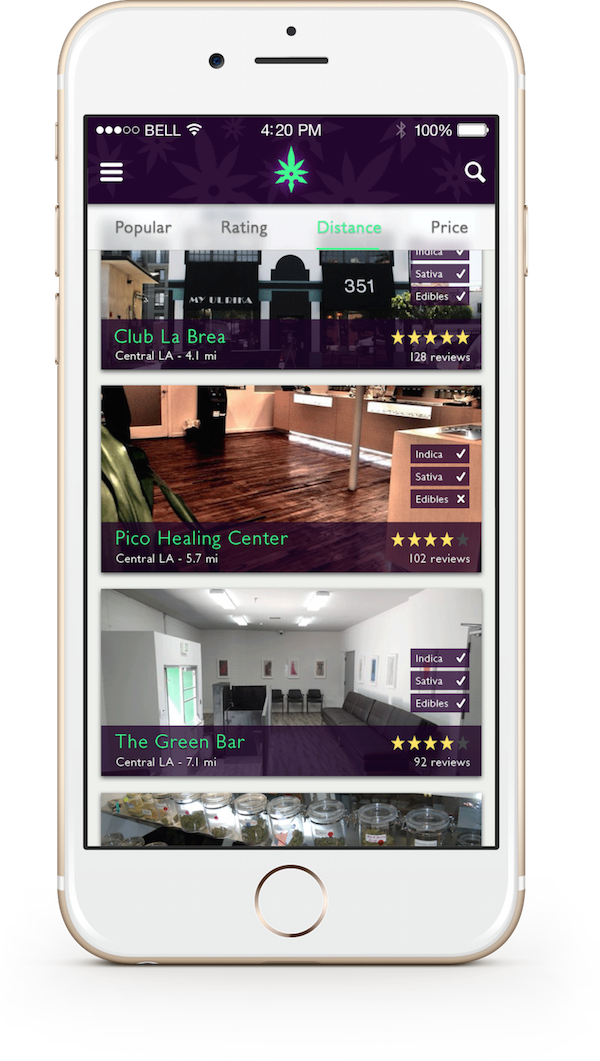 BELL 4:20 PM 100%
Popular Rating Distance Price
Indica
Sativa
Edibles
351
MY ULRIKA
Club La Brea
Central LA - 4.1 mi
128 reviews
Indica
Sativa
Edibles
Pico Healing Center
Central LA - 5.7 mi
102 reviews
Indica
Sativa
Edibles
The Green Bar
Central LA - 7.1 mi
92 reviews